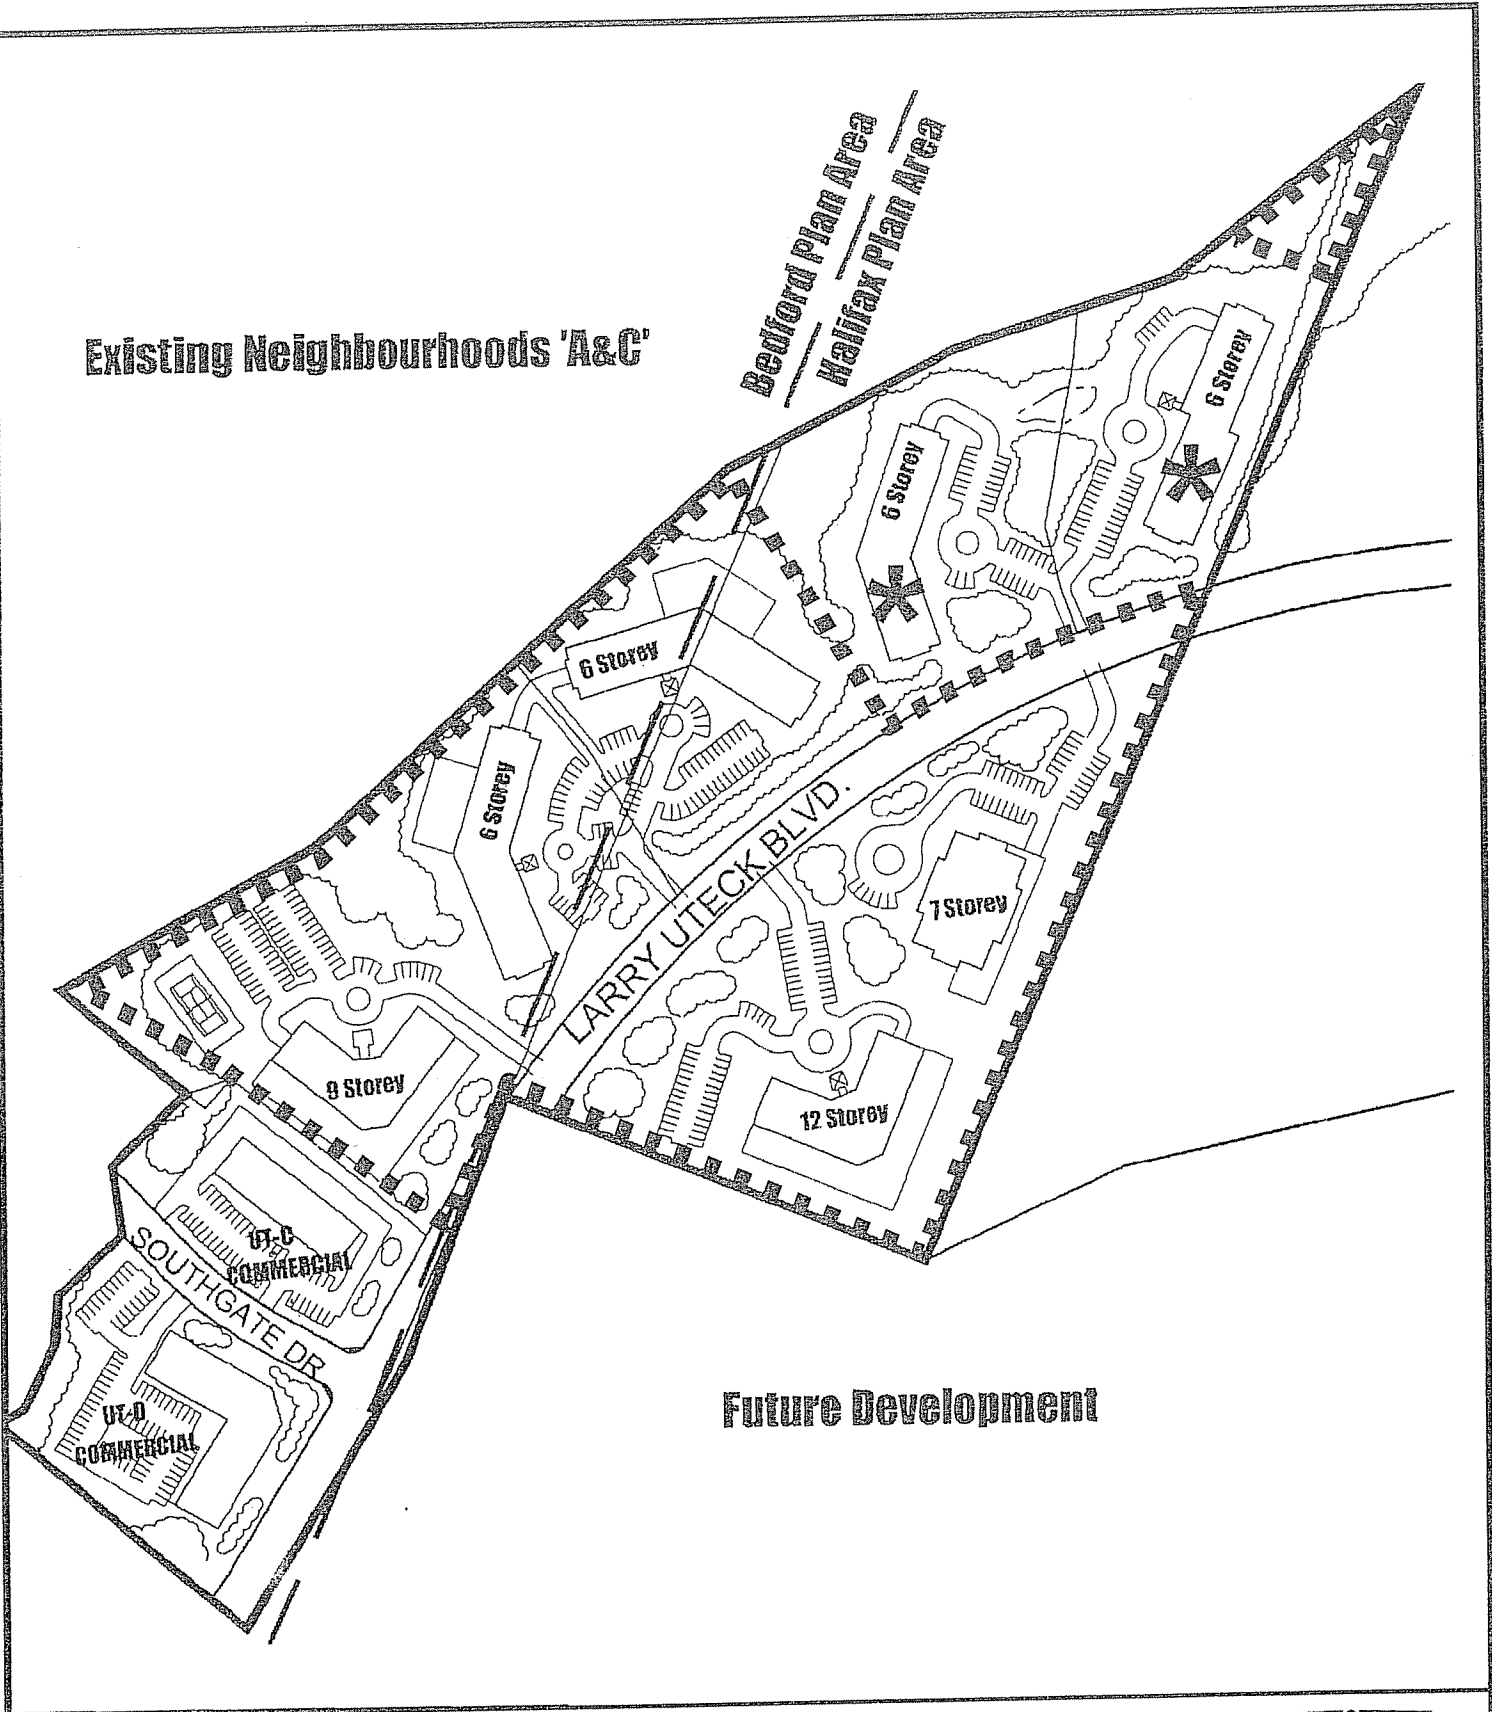 Bedford Plan Area
Halifax Plan Area
Existing Neighbourhoods 'A&C'
6 Storey
6 Storey
6 Storey
6 Storey
LARRY UTECK BLVD.
7 Storey
9 Storey
12 Storey
UT-C
COMMERCIAL
SOUTHGATE DR
UT-D
COMMERCIAL
Future Development